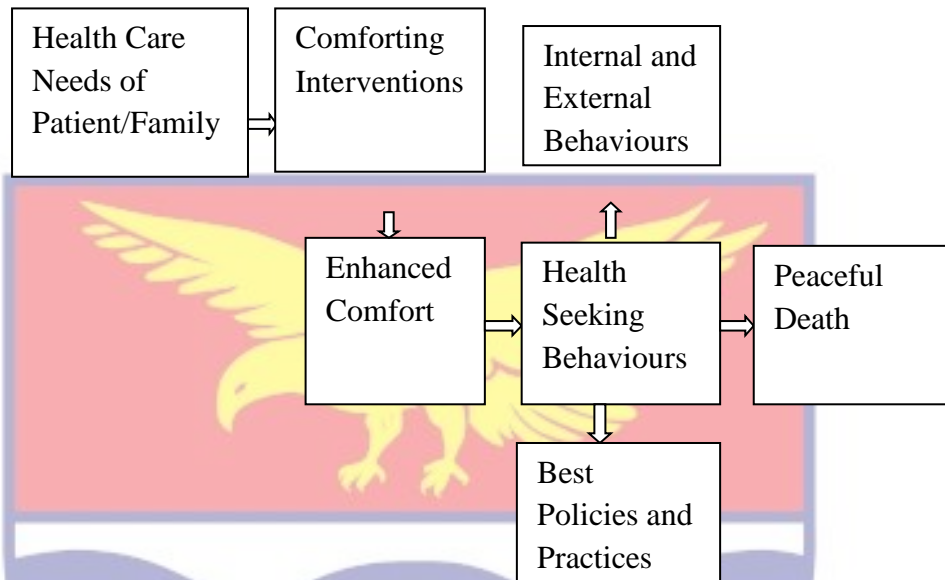 Health Care
Needs of
Patient/Family
Comforting
Interventions
Internal and
External
Behaviours
Enhanced
Comfort
Health
Seeking
Behaviours
Peaceful
Death
Best
Policies and
Practices